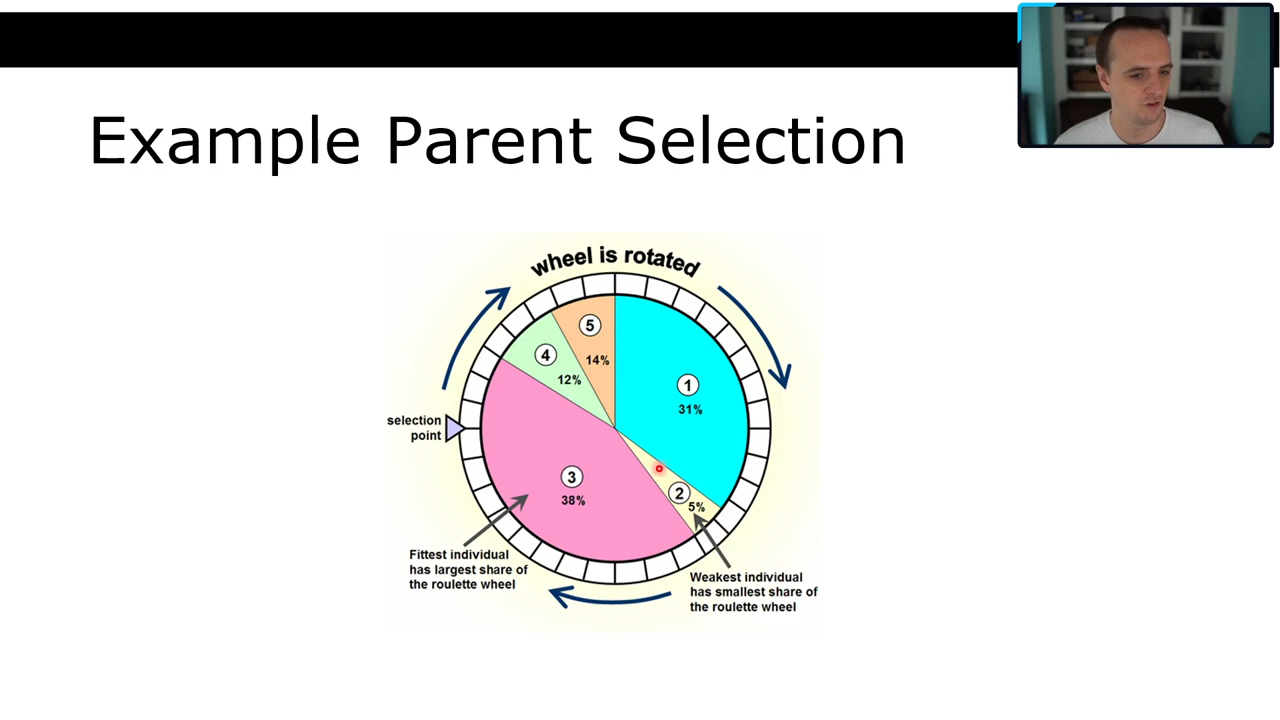 Example Parent Selection
wheel is rotated
5
14%
4
12%
1
31%
selection
point
3
38%
2
5%
Fittest individual
has largest share of
the roulette wheel
Weakest individual
has smallest share of
the roulette wheel